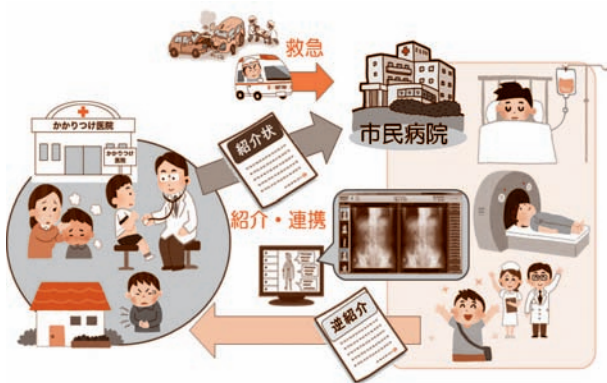 救急
かかりつけ医院
かかりつけ
医院
市民病院
紹介状
紹介・連携
逆紹介